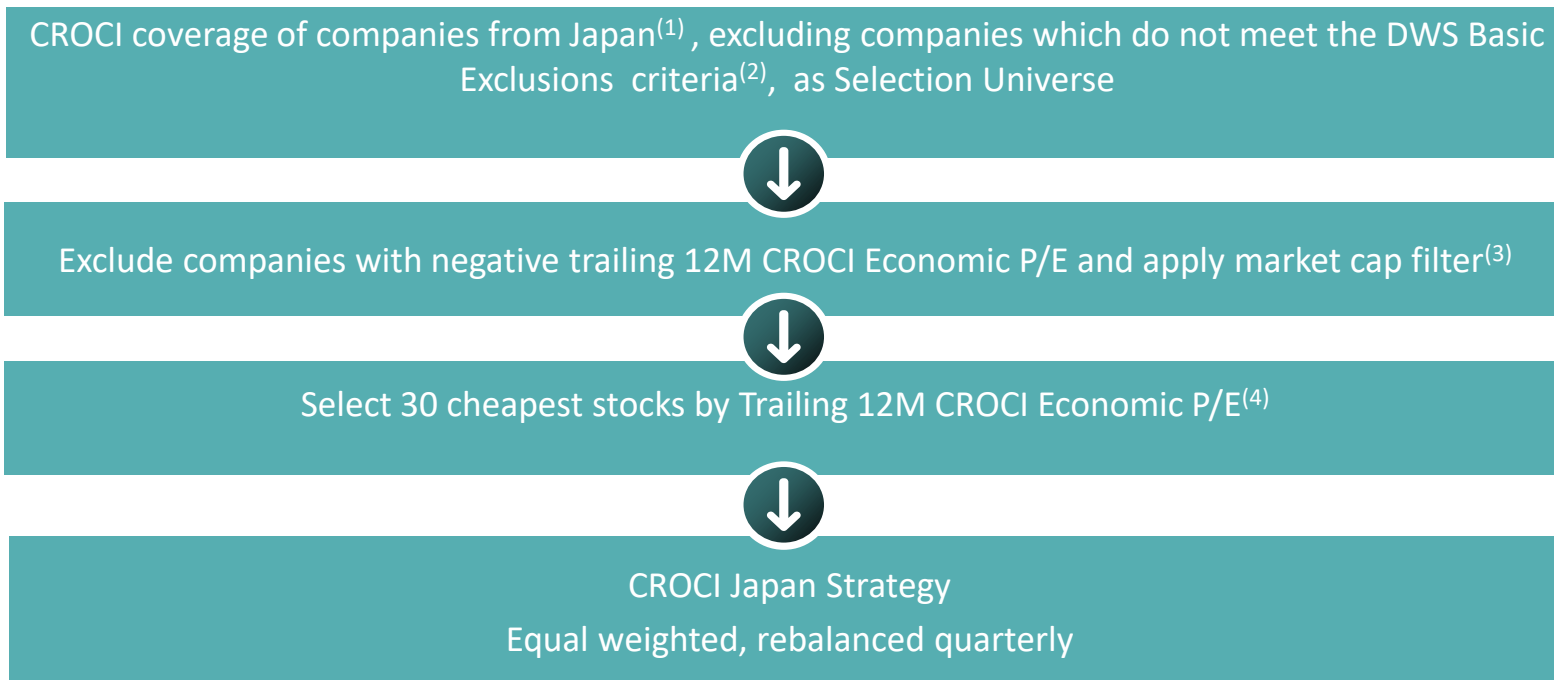 CROCI coverage of companies from Japan(1) , excluding companies which do not meet the DWS Basic
Exclusions criteria(2), as Selection Universe
Exclude companies with negative trailing 12M CROCI Economic P/E and apply market cap filter(3)
Select 30 cheapest stocks by Trailing 12M CROCI Economic P/E(4)
CROCI Japan Strategy
Equal weighted, rebalanced quarterly